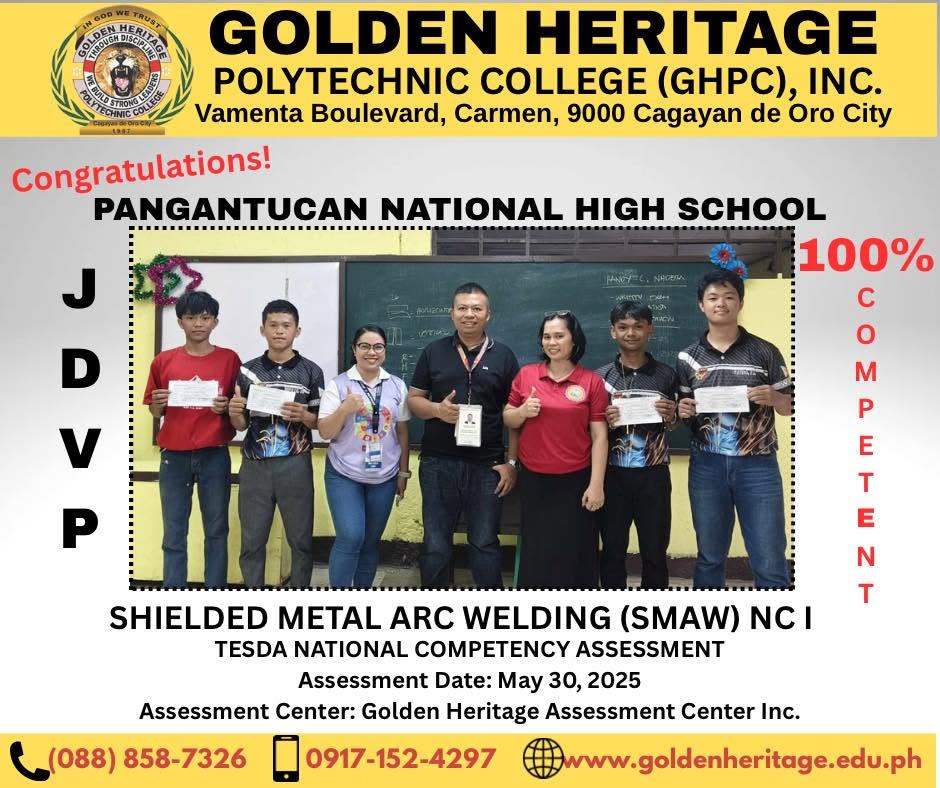 IN GOD WE TRUST
GOLDEN HERITAGE
THROUGH DISCIPLINE
WE BUILD STRONG LEADERS
POLYTECHNIC COLLEGE
Cagayan de Oro City
1987
GOLDEN HERITAGE
POLYTECHNIC COLLEGE (GHPC), INC.
Vamenta Boulevard, Carmen, 9000 Cagayan de Oro City
Congratulations!
PANGANTUCAN NATIONAL HIGH SCHOOL
JDVP
100%
COMPETENT
HORIZONTAL
SHIELDED METAL ARC WELDING (SMAW) NC I
TESDA NATIONAL COMPETENCY ASSESSMENT
Assessment Date: May 30, 2025
Assessment Center: Golden Heritage Assessment Center Inc.
(088) 858-7326
0917-152-4297
www.goldenheritage.edu.ph